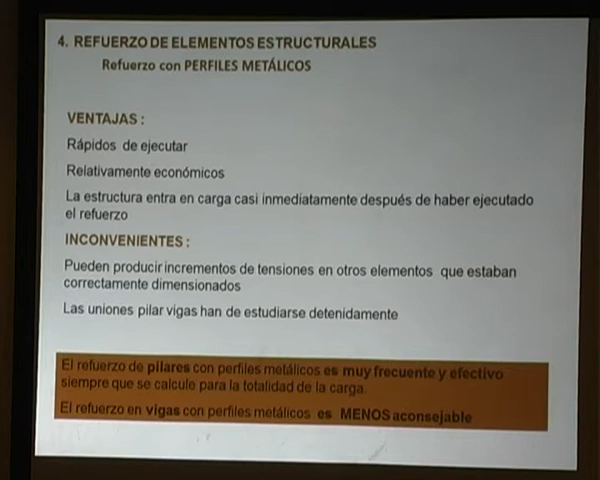 4. REFUERZO DE ELEMENTOS ESTRUCTURALES
Refuerzo con PERFILES METÁLICOS
VENTAJAS :
Rápidos de ejecutar
Relativamente económicos
La estructura entra en carga casi inmediatamente después de haber ejecutado
el refuerzo
INCONVENIENTES :
Pueden producir incrementos de tensiones en otros elementos que estaban
correctamente dimensionados
Las uniones pilar vigas han de estudiarse detenidamente
El refuerzo de pilares con perfiles metálicos es muy frecuente y efectivo
siempre que se calcule para la totalidad de la carga.
El refuerzo en vigas con perfiles metálicos es MENOS aconsejable